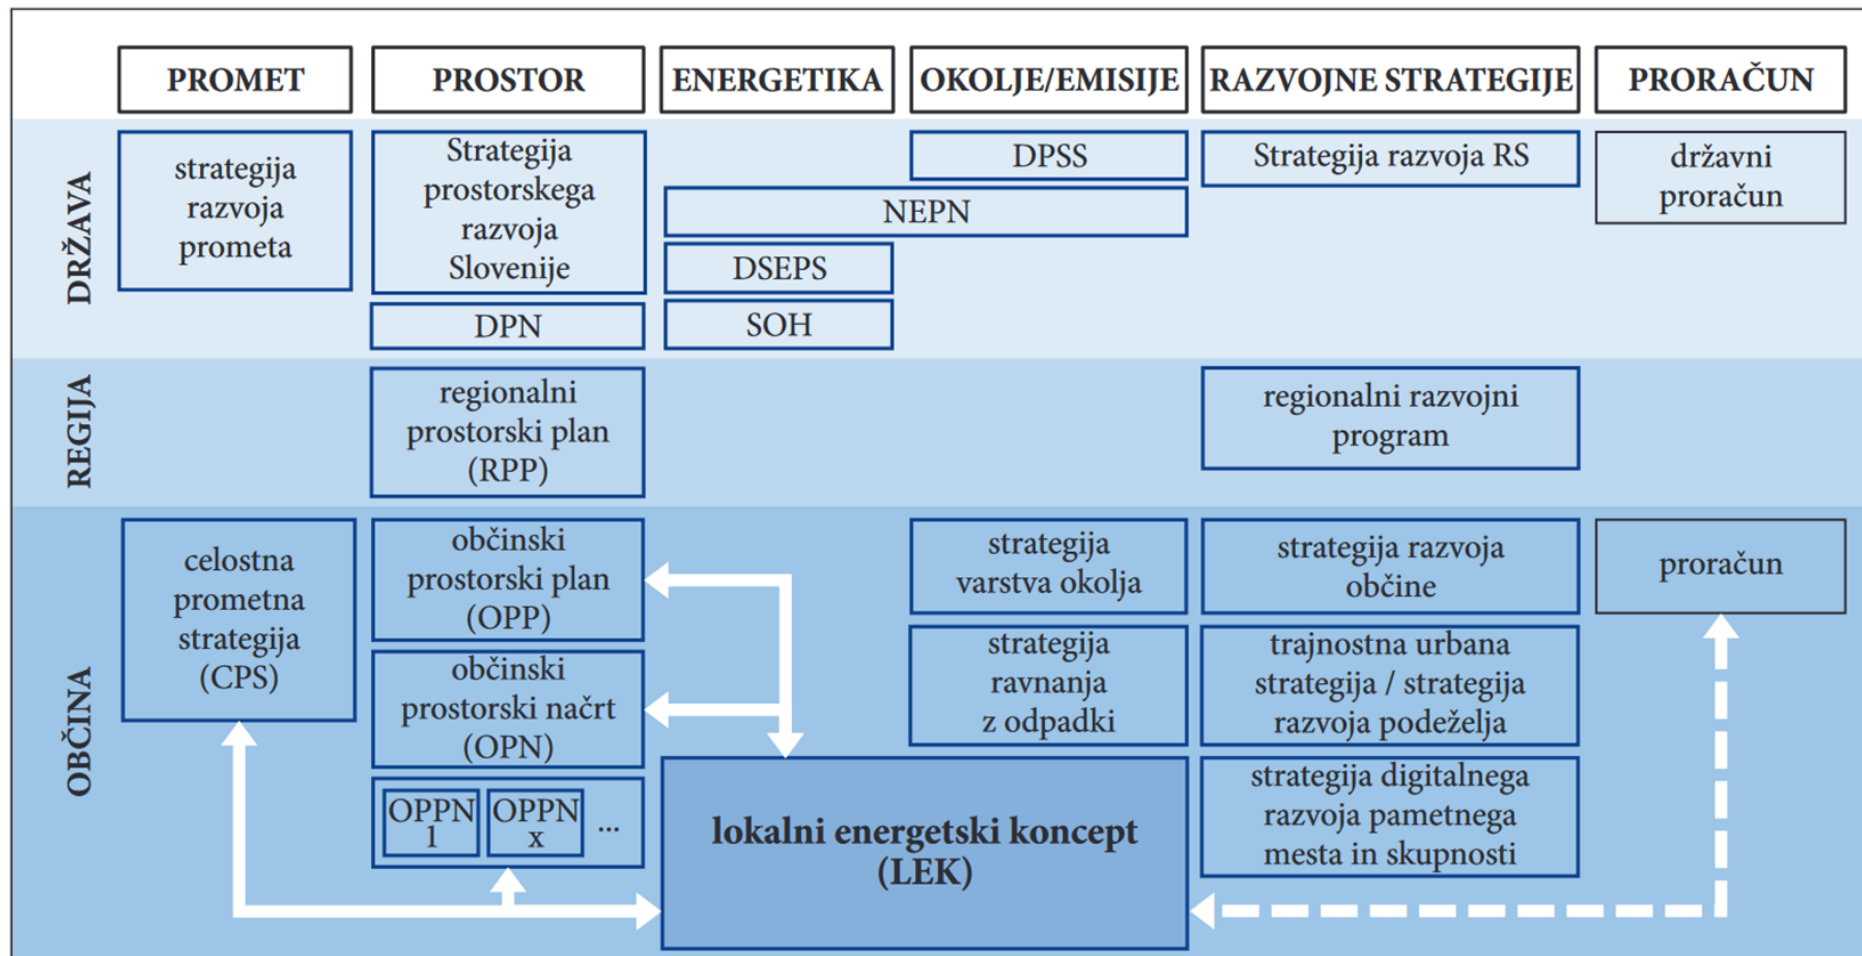 PROMET
PROSTOR
ENERGETIKA
OKOLJE/EMISIJE
RAZVOJNE STRATEGIJE
PRORAČUN
DRŽAVA
strategija
razvoja
prometa
Strategija
prostorskega
razvoja
Slovenije
DPN
DPSS
NEPN
DSEPS
SOH
Strategija razvoja RS
državni
proračun
REGIJA
regionalni
prostorski plan
(RPP)
regionalni razvojni
program
OBČINA
celostna
prometna
strategija
(CPS)
občinski
prostorski plan
(OPP)
občinski
prostorski načrt
(OPN)
OPPN
1
OPPN
x
...
strategija
varstva okolja
strategija
ravnanja
z odpadki
lokalni energetski koncept
(LEK)
strategija razvoja
občine
trajnostna urbana
strategija / strategija
razvoja podeželja
strategija digitalnega
razvoja pametnega
mesta in skupnosti
proračun